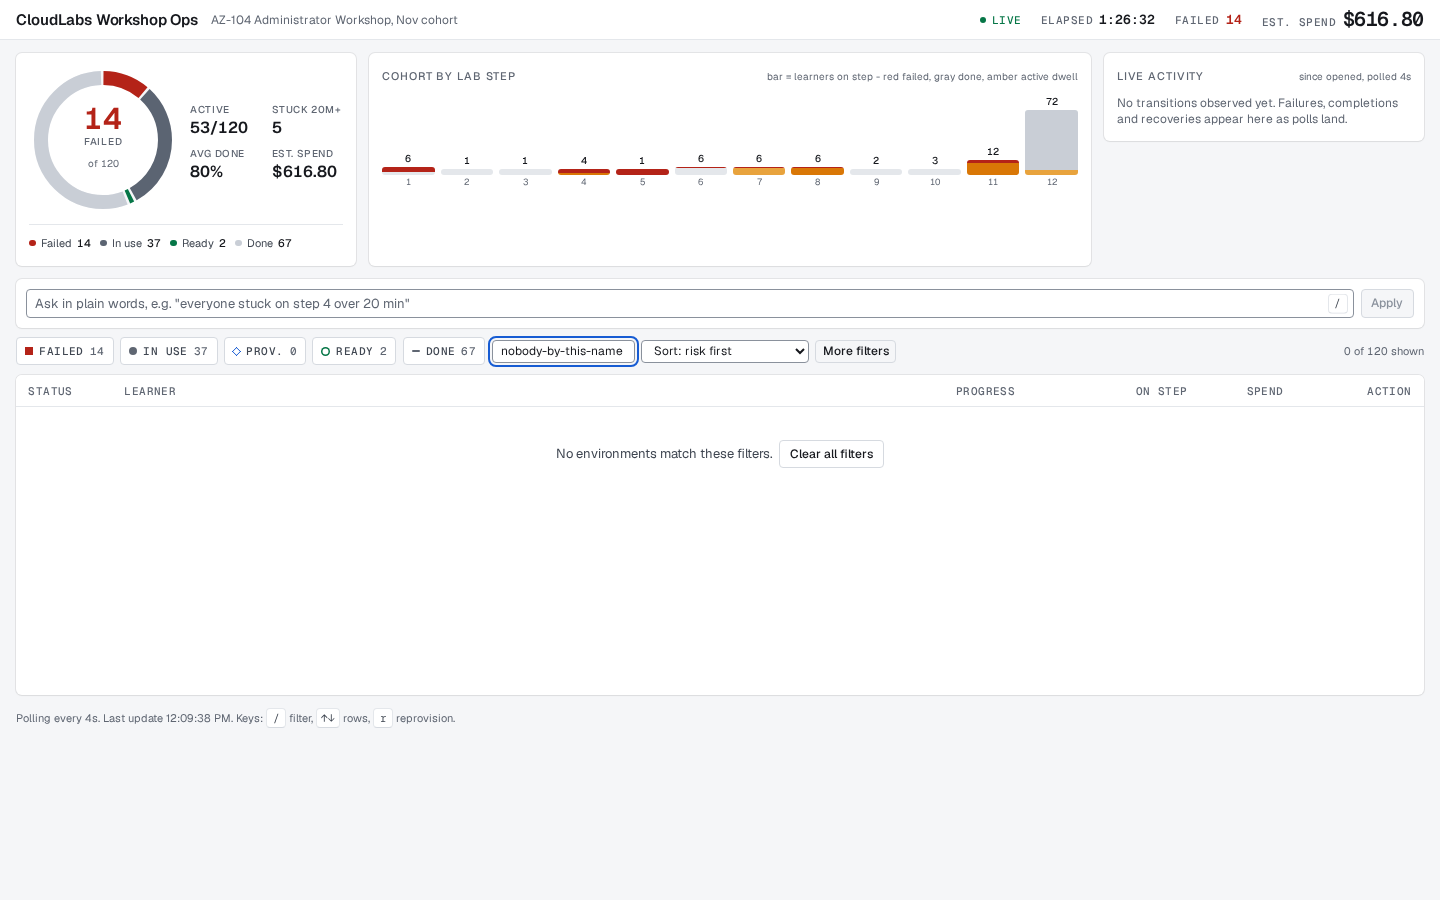 CloudLabs Workshop Ops AZ-104 Administrator Workshop, Nov cohort
LIVE ELAPSED 1:26:32 FAILED 14 EST. SPEND $616.80
14
FAILED
of 120
ACTIVE
53/120
STUCK 20M+
5
AVG DONE
80%
EST. SPEND
$616.80
Failed 14 In use 37 Ready 2 Done 67
COHORT BY LAB STEP
bar = learners on step - red failed, gray done, amber active dwell
6 1 1 4 1 6 6 6 2 3 12 72
1 2 3 4 5 6 7 8 9 10 11 12
LIVE ACTIVITY since opened, polled 4s
No transitions observed yet. Failures, completions
and recoveries appear here as polls land.
Ask in plain words, e.g. "everyone stuck on step 4 over 20 min" / Apply
FAILED 14 IN USE 37 PROV. 0 READY 2 DONE 67 nobody-by-this-name Sort: risk first More filters 0 of 120 shown
STATUS LEARNER PROGRESS ON STEP SPEND ACTION
No environments match these filters. Clear all filters
Polling every 4s. Last update 12:09:38 PM. Keys: / filter, ↑↓ rows, r reprovision.